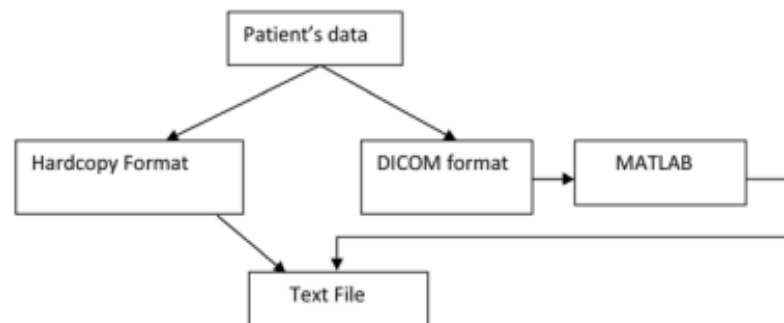 Patient’s data
Hardcopy Format
DICOM format
MATLAB
Text File